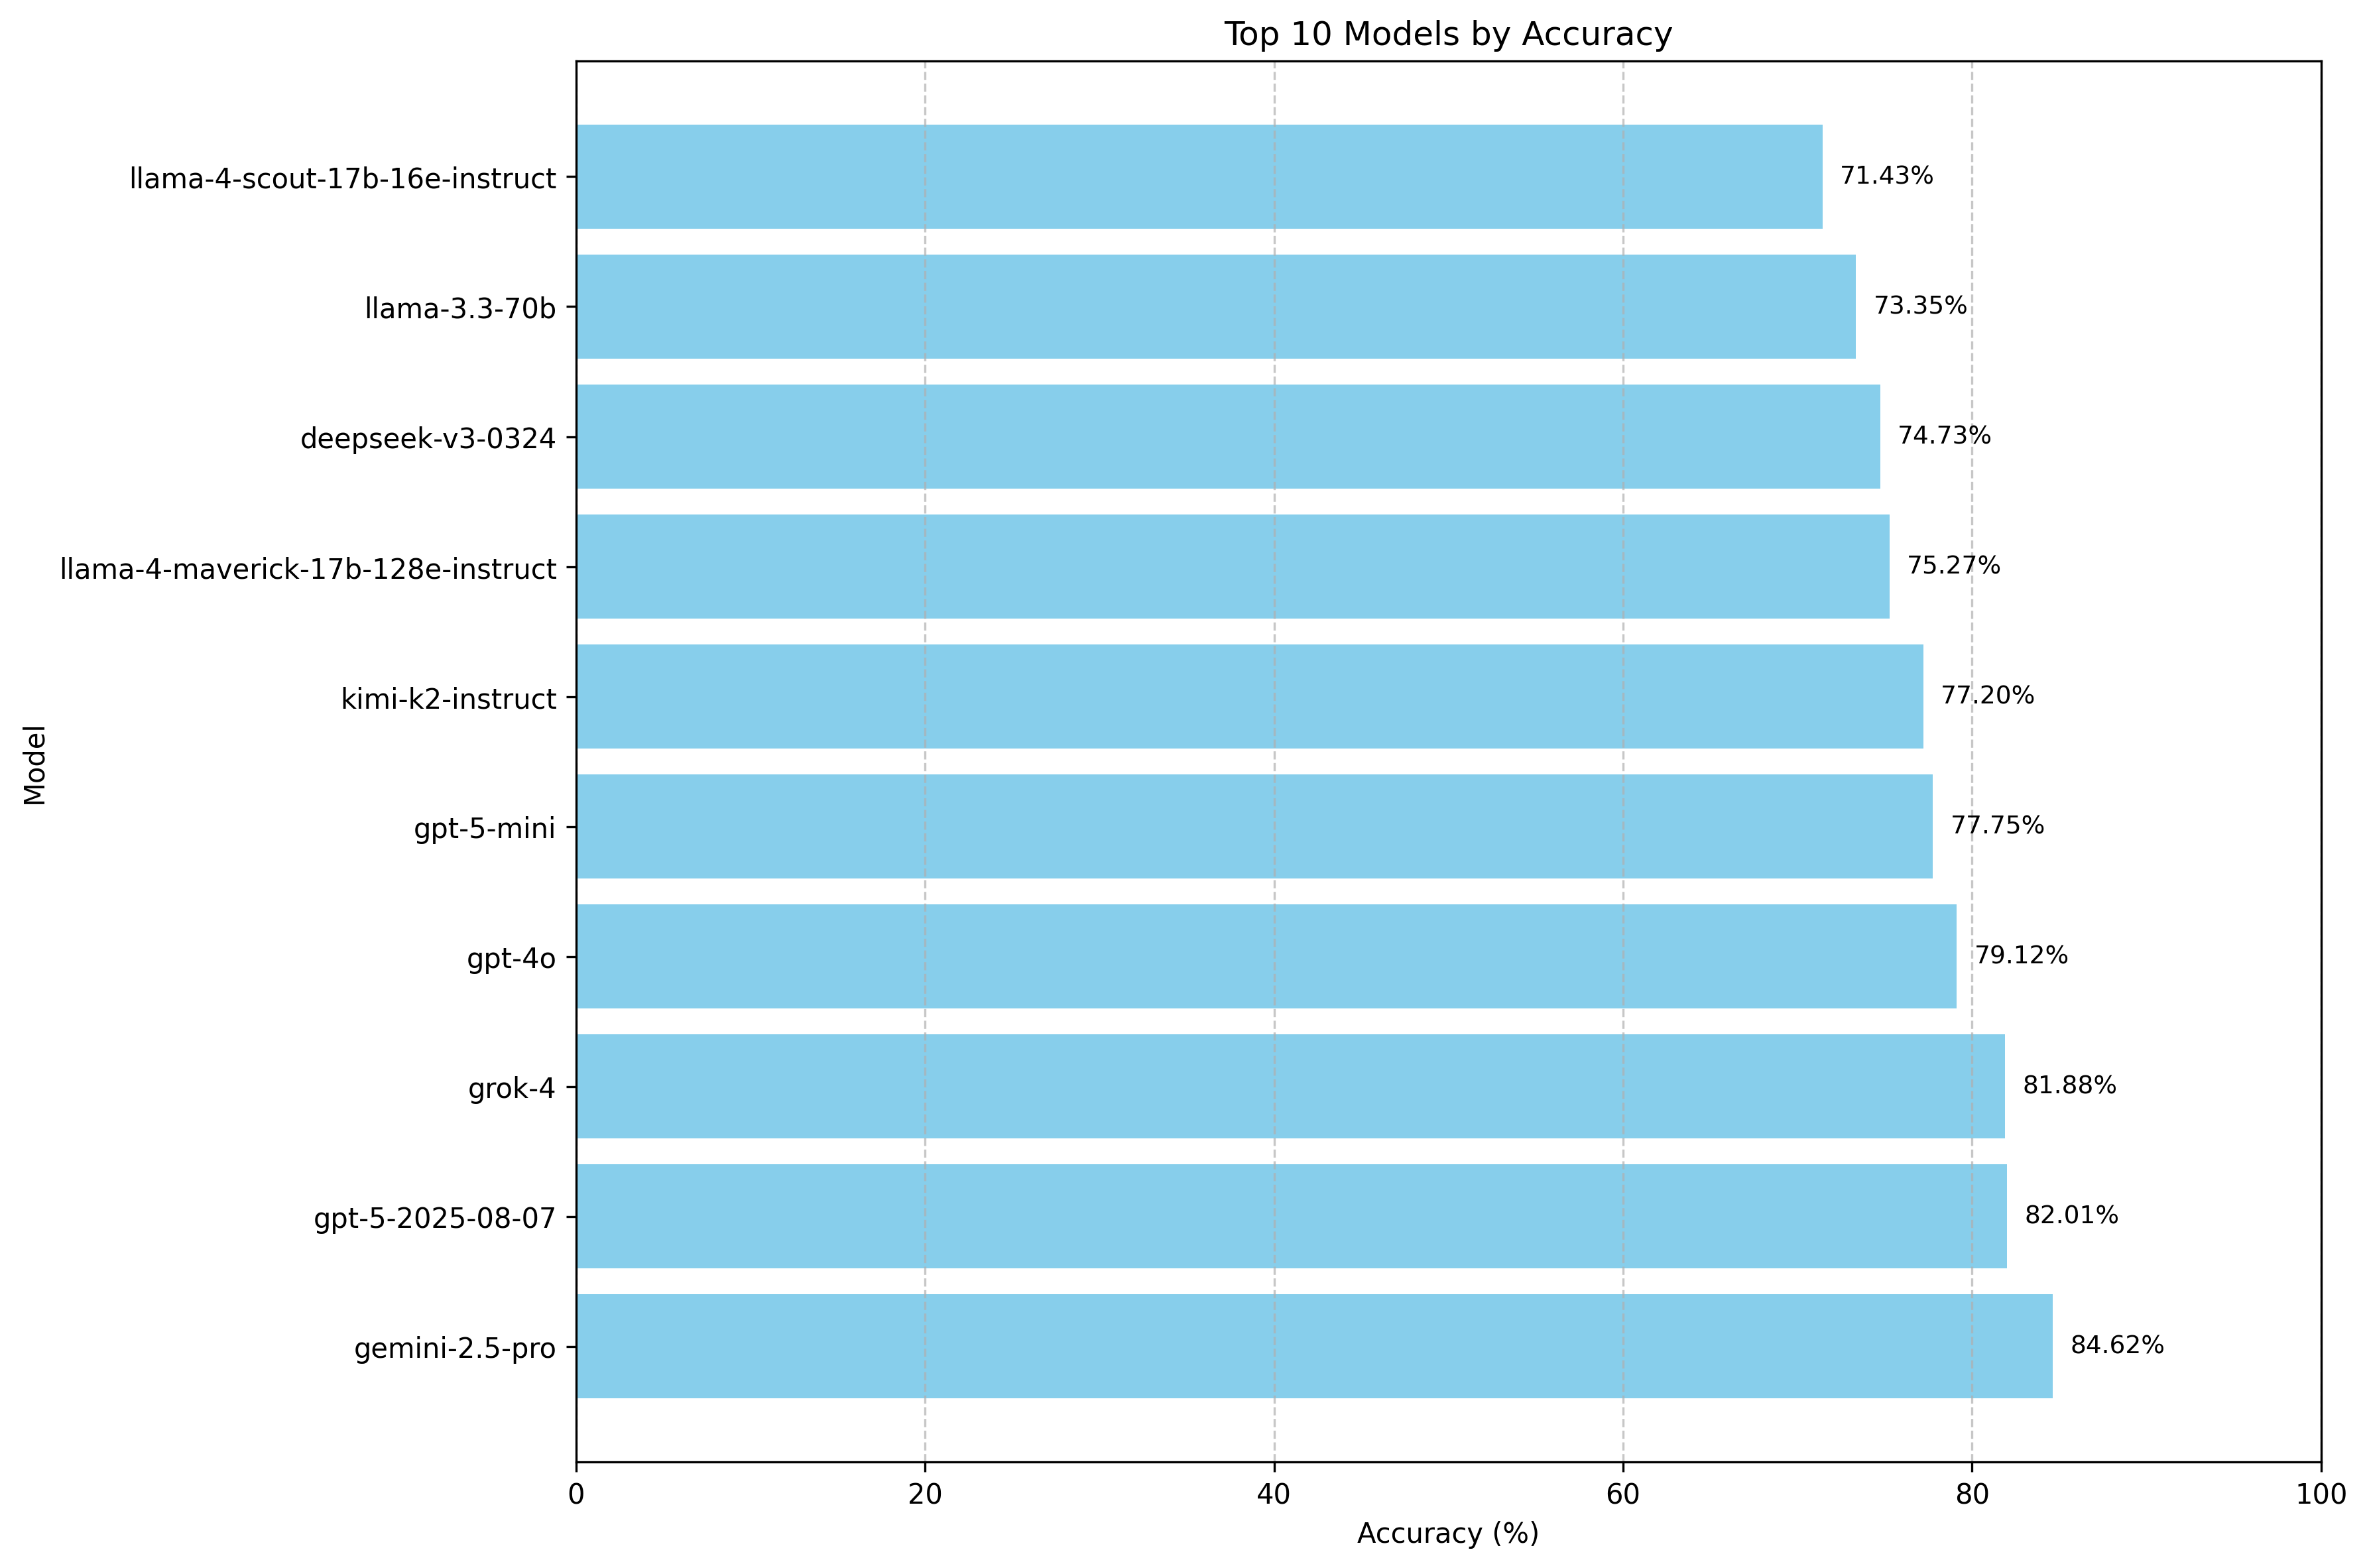 Top 10 Models by Accuracy
llama-4-scout-17b-16e-instruct 71.43%
llama-3.3-70b 73.35%
deepseek-v3-0324 74.73%
llama-4-maverick-17b-128e-instruct 75.27%
kimi-k2-instruct 77.20%
Model
gpt-5-mini 77.75%
gpt-4o 79.12%
grok-4 81.88%
gpt-5-2025-08-07 82.01%
gemini-2.5-pro 84.62%
0 20 40 60 80 100
Accuracy (%)